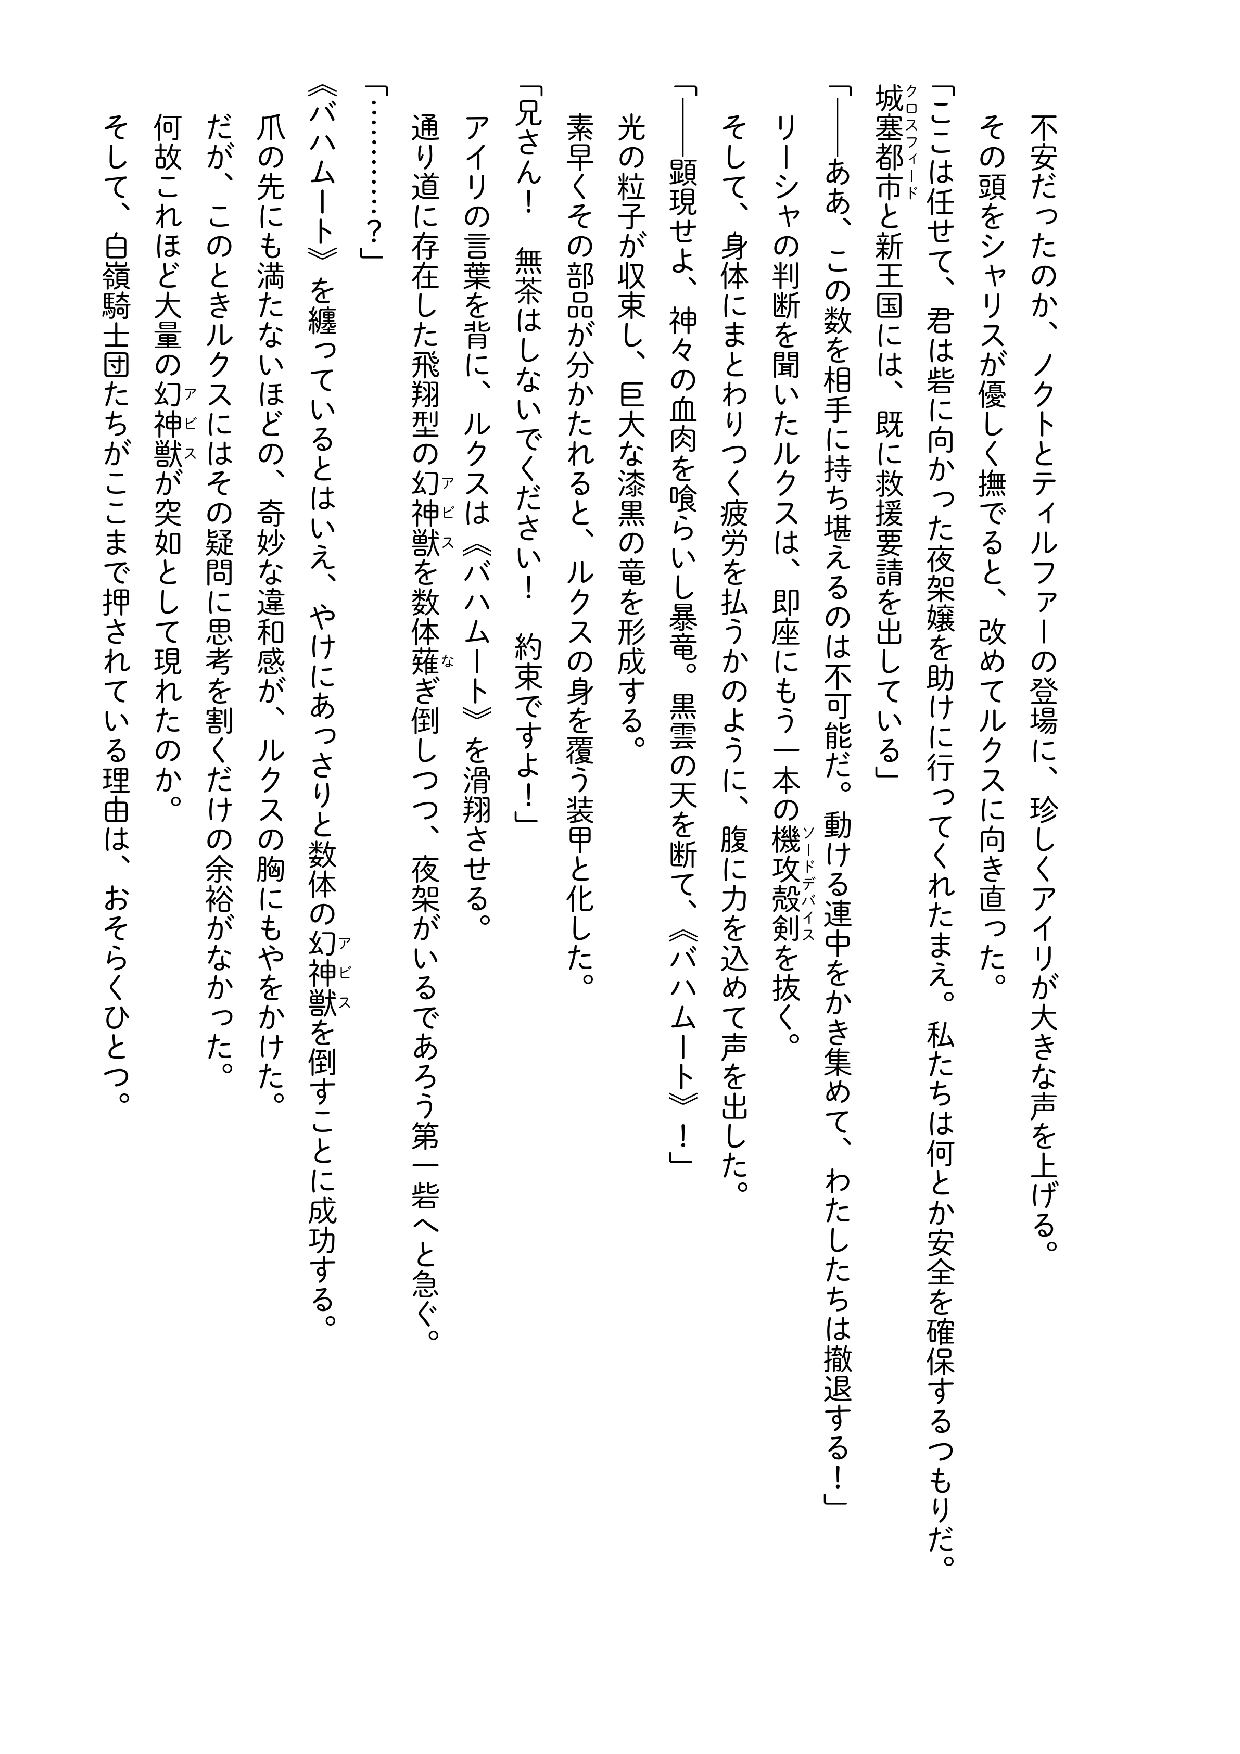 不安だったのか、ノクトとティルファーの登場に、珍しくアイリが大きな声を上げる。
その頭をシャリスが優しく撫でると、改めてルクスに向き直った。
「ここは任せて、君は砦に向かった夜架嬢を助けに行ってくれたまえ。私たちは何とか安全を確保するつもりだ。
城塞都市クロスフィードと新王国には、既に救援要請を出している」
「――ああ、この数を相手に持ち堪えるのは不可能だ。動ける連中をかき集めて、わたしたちは撤退する！」
リーシャの判断を聞いたルクスは、即座にもう一本の機攻殻剣ソードデバイスを抜く。
そして、身体にまとわりつく疲労を払うかのように、腹に力を込めて声を出した。
「――顕現せよ、神々の血肉を喰らいし暴竜。黒雲の天を断て、《バハムート》！」
光の粒子が収束し、巨大な漆黒の竜を形成する。
素早くその部品が分かたれると、ルクスの身を覆う装甲と化した。
「兄さん！　無茶はしないでください！　約束ですよ！」
アイリの言葉を背に、ルクスは《バハムート》を滑翔させる。
通り道に存在した飛翔型の幻神獣アビスを数体薙なぎ倒しつつ、夜架がいるであろう第一砦へと急ぐ。
「…………？」
《バハムート》を纏っているとはいえ、やけにあっさりと数体の幻神獣アビスを倒すことに成功する。
爪の先にも満たないほどの、奇妙な違和感が、ルクスの胸にもやをかけた。
だが、このときルクスにはその疑問に思考を割くだけの余裕がなかった。
何故これほど大量の幻神獣アビスが突如として現れたのか。
そして、白嶺騎士団たちがここまで押されている理由は、おそらくひとつ。